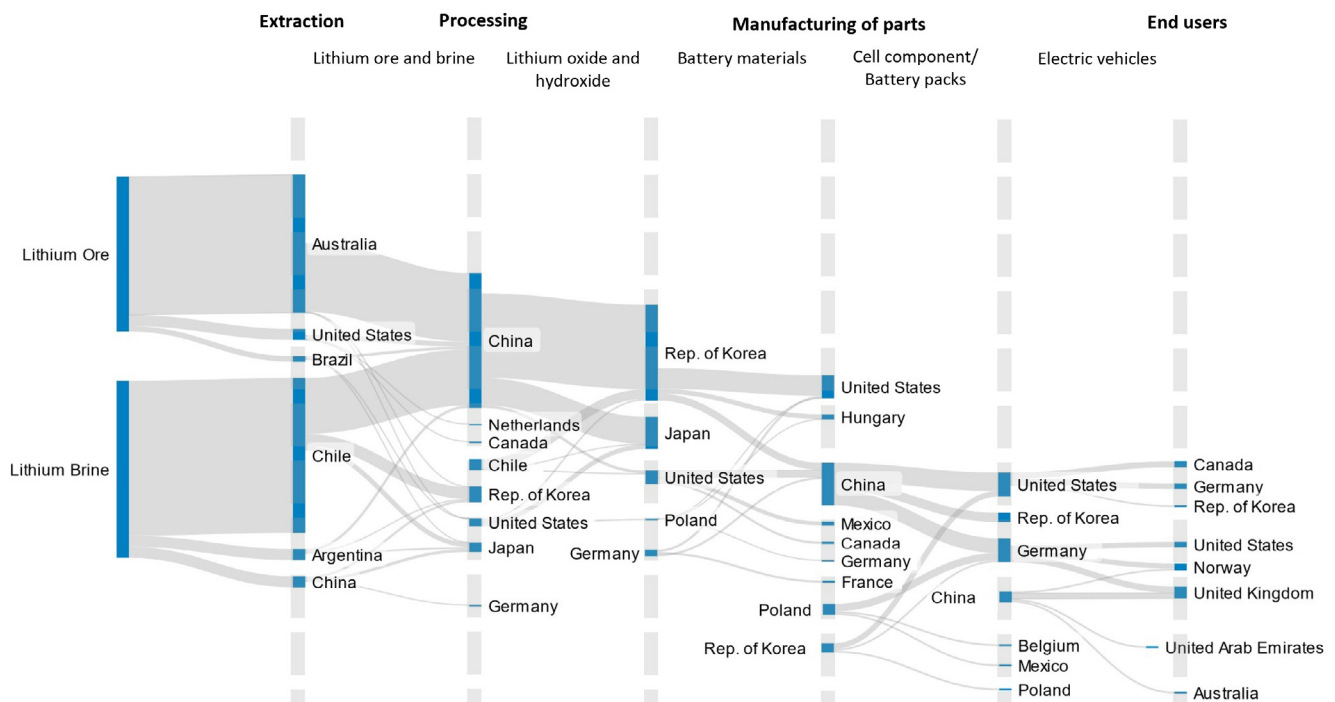 Extraction
Processing
Manufacturing of parts
End users
Lithium ore and brine
Lithium oxide and
hydroxide
Battery materials
Cell component/
Battery packs
Electric vehicles
Lithium Ore
Lithium Brine
Australia
United States
Brazil
Chile
Argentina
China
China
Netherlands
Canada
Chile
Rep. of Korea
United States
Japan
Germany
Rep. of Korea
Japan
United States
Poland
Germany
United States
Hungary
China
Mexico
Canada
Germany
France
Poland
Rep. of Korea
United States
Rep. of Korea
Germany
China
Belgium
Mexico
Poland
Canada
Germany
Rep. of Korea
United States
Norway
United Kingdom
United Arab Emirates
Australia